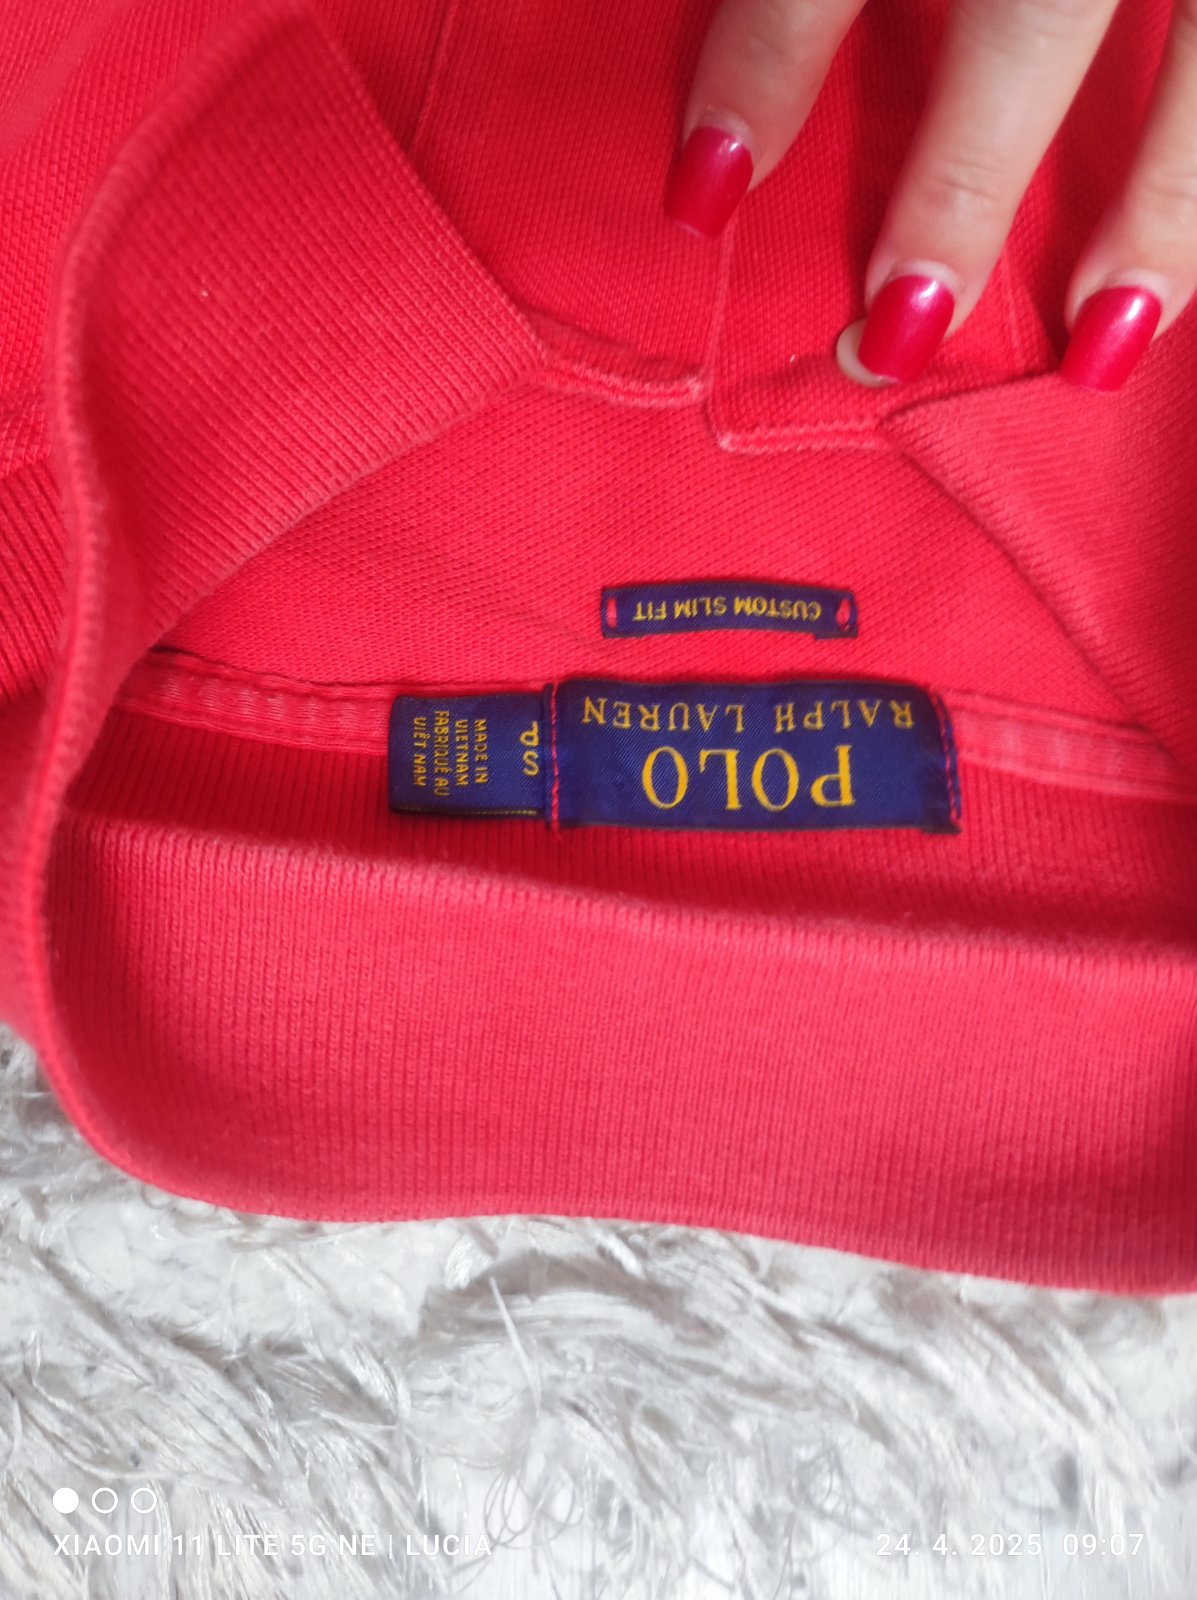 CUSTOM SLIM FIT
POLO
RALPH LAUREN
S
MADE IN
VIETNAM
FABRIQUÉ AU
VIÊT NAM
XIAOMI 11 LITE 5G NE | LUCIA
24. 4. 2025 09:07